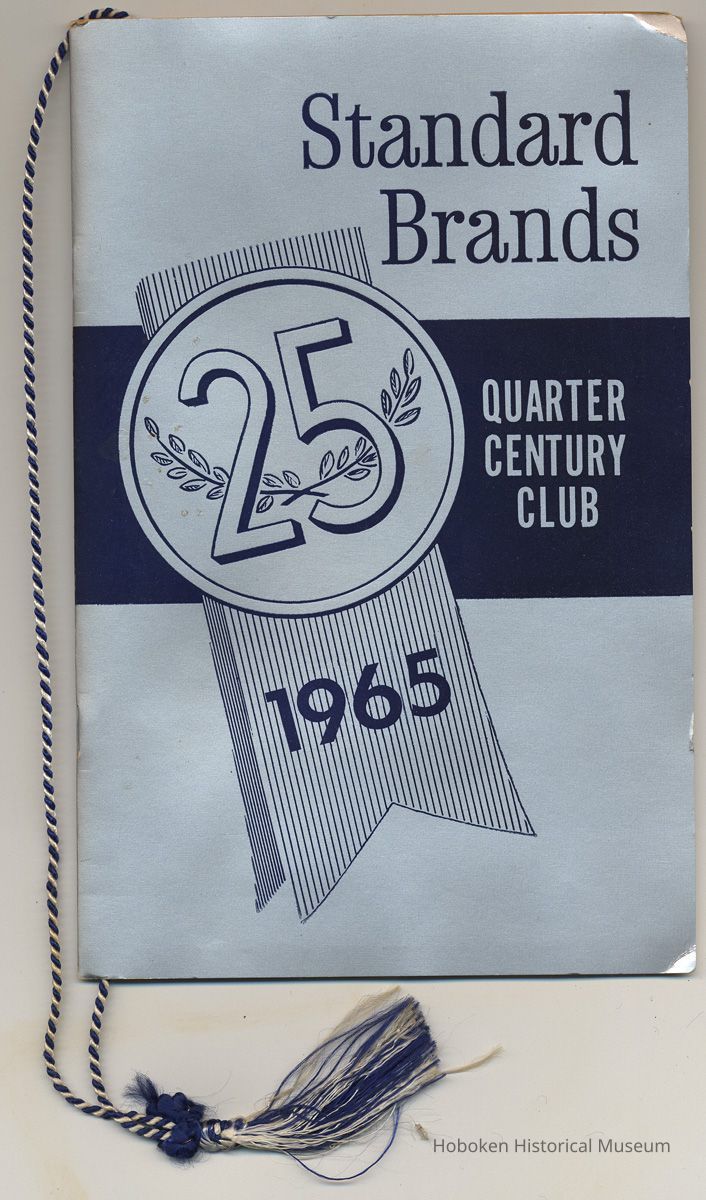 Standard
Brands
25
QUARTER
CENTURY
CLUB
1965
Hoboken Historical Museum